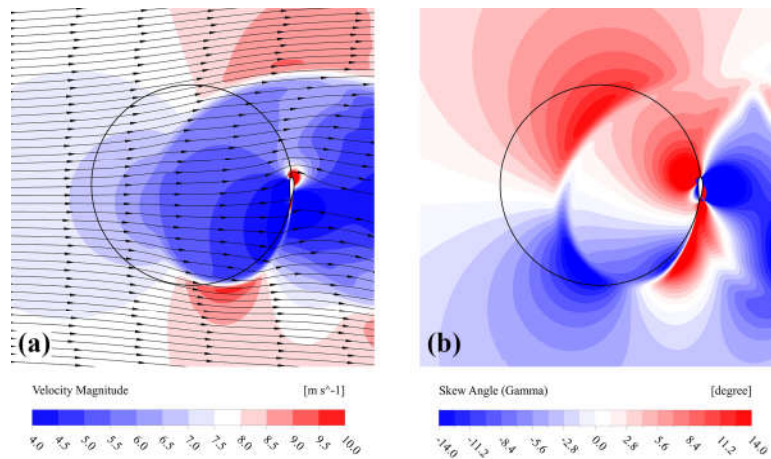 (a)
(b)
Velocity Magnitude [m s^-1]
4.0 4.5 5.0 5.5 6.0 6.5 7.0 7.5 8.0 8.5 9.0 9.5 10.0
Skew Angle (Gamma) [degree]
-14.0 -11.2 -8.4 -5.6 -2.8 0.0 2.8 5.6 8.4 11.2 14.0